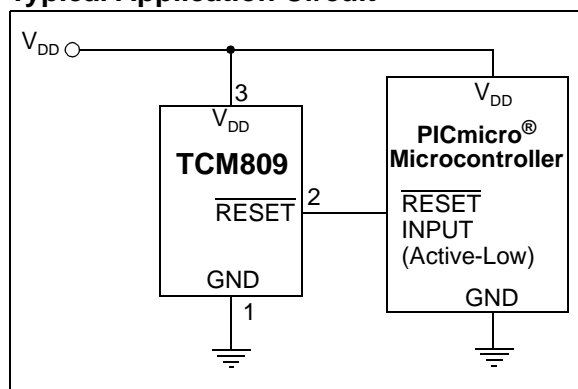 Typical Application Circuit
VDD
3
VDD
TCM809
RESET
2
GND
1
VDD
PICmicro®
Microcontroller
RESET
INPUT
(Active-Low)
GND